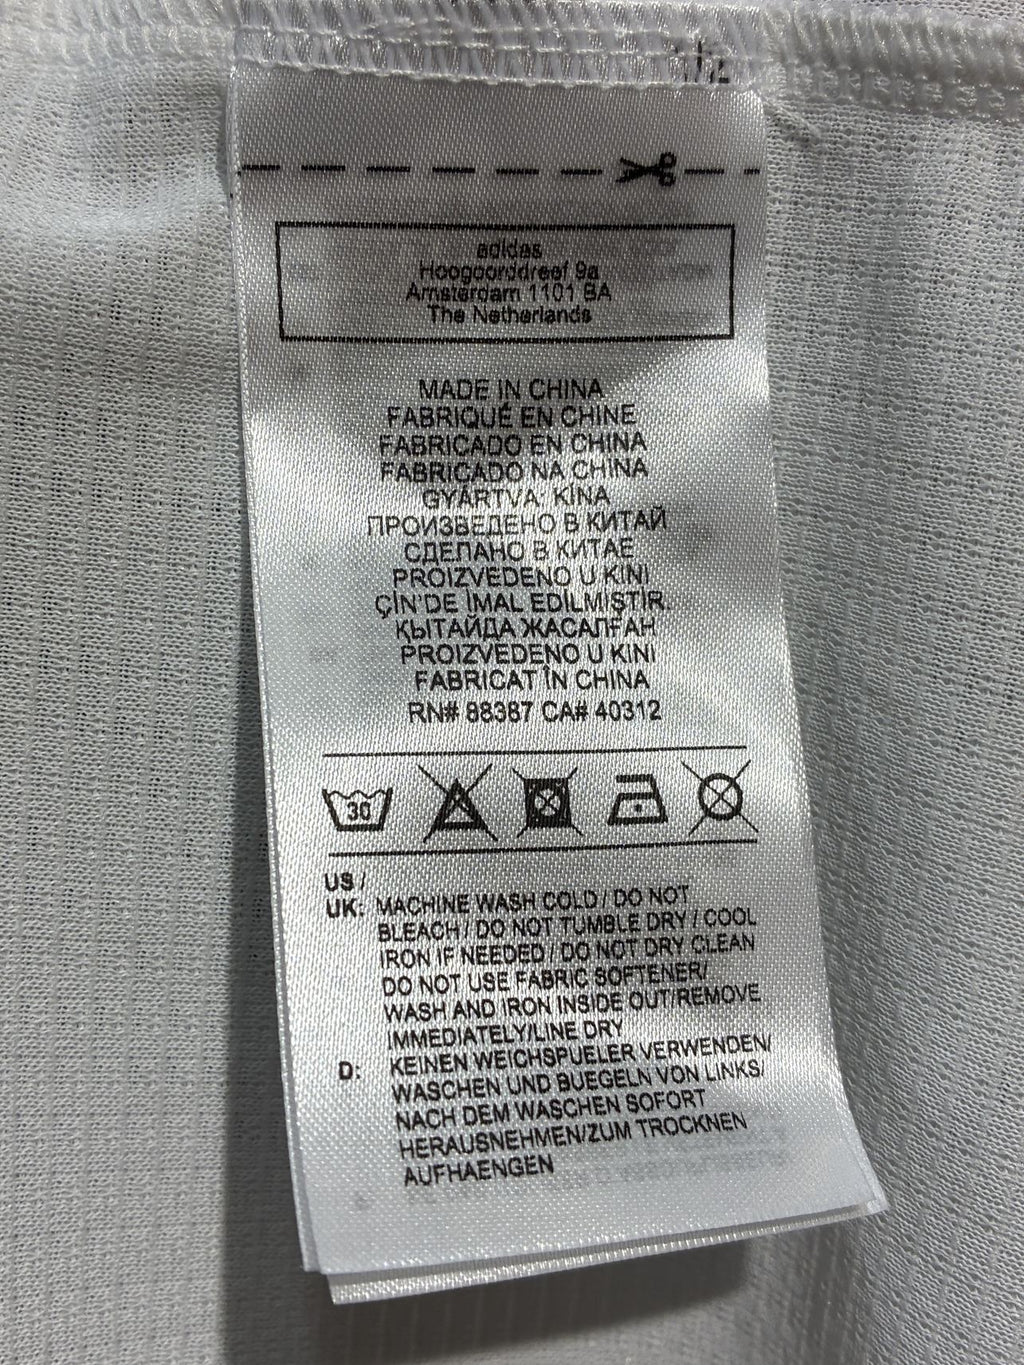 adidas
Hoogoorddreef 9a
Amsterdam 1101 BA
The Netherlands
MADE IN CHINA
FABRIQUÉ EN CHINE
FABRICADO EN CHINA
FABRICADO NA CHINA
GYÁRTVA: KÍNA
ПРОИЗВЕДЕНО В КИТАЙ
СДЕЛАНО В КИТАЕ
PROIZVEDENO U KINI
ÇİN'DE İMAL EDİLMİŞTİR.
ҚЫТАЙДА ЖАСАЛҒАН
PROIZVEDENO U KINI
FABRICAT ÎN CHINA
RN# 88387 CA# 40312
30
US /
UK: MACHINE WASH COLD / DO NOT
BLEACH / DO NOT TUMBLE DRY / COOL
IRON IF NEEDED / DO NOT DRY CLEAN
DO NOT USE FABRIC SOFTENER/
WASH AND IRON INSIDE OUT/REMOVE
IMMEDIATELY/LINE DRY
D: KEINEN WEICHSPUELER VERWENDEN/
WASCHEN UND BUEGELN VON LINKS/
NACH DEM WASCHEN SOFORT
HERAUSNEHMEN/ZUM TROCKNEN
AUFHAENGEN